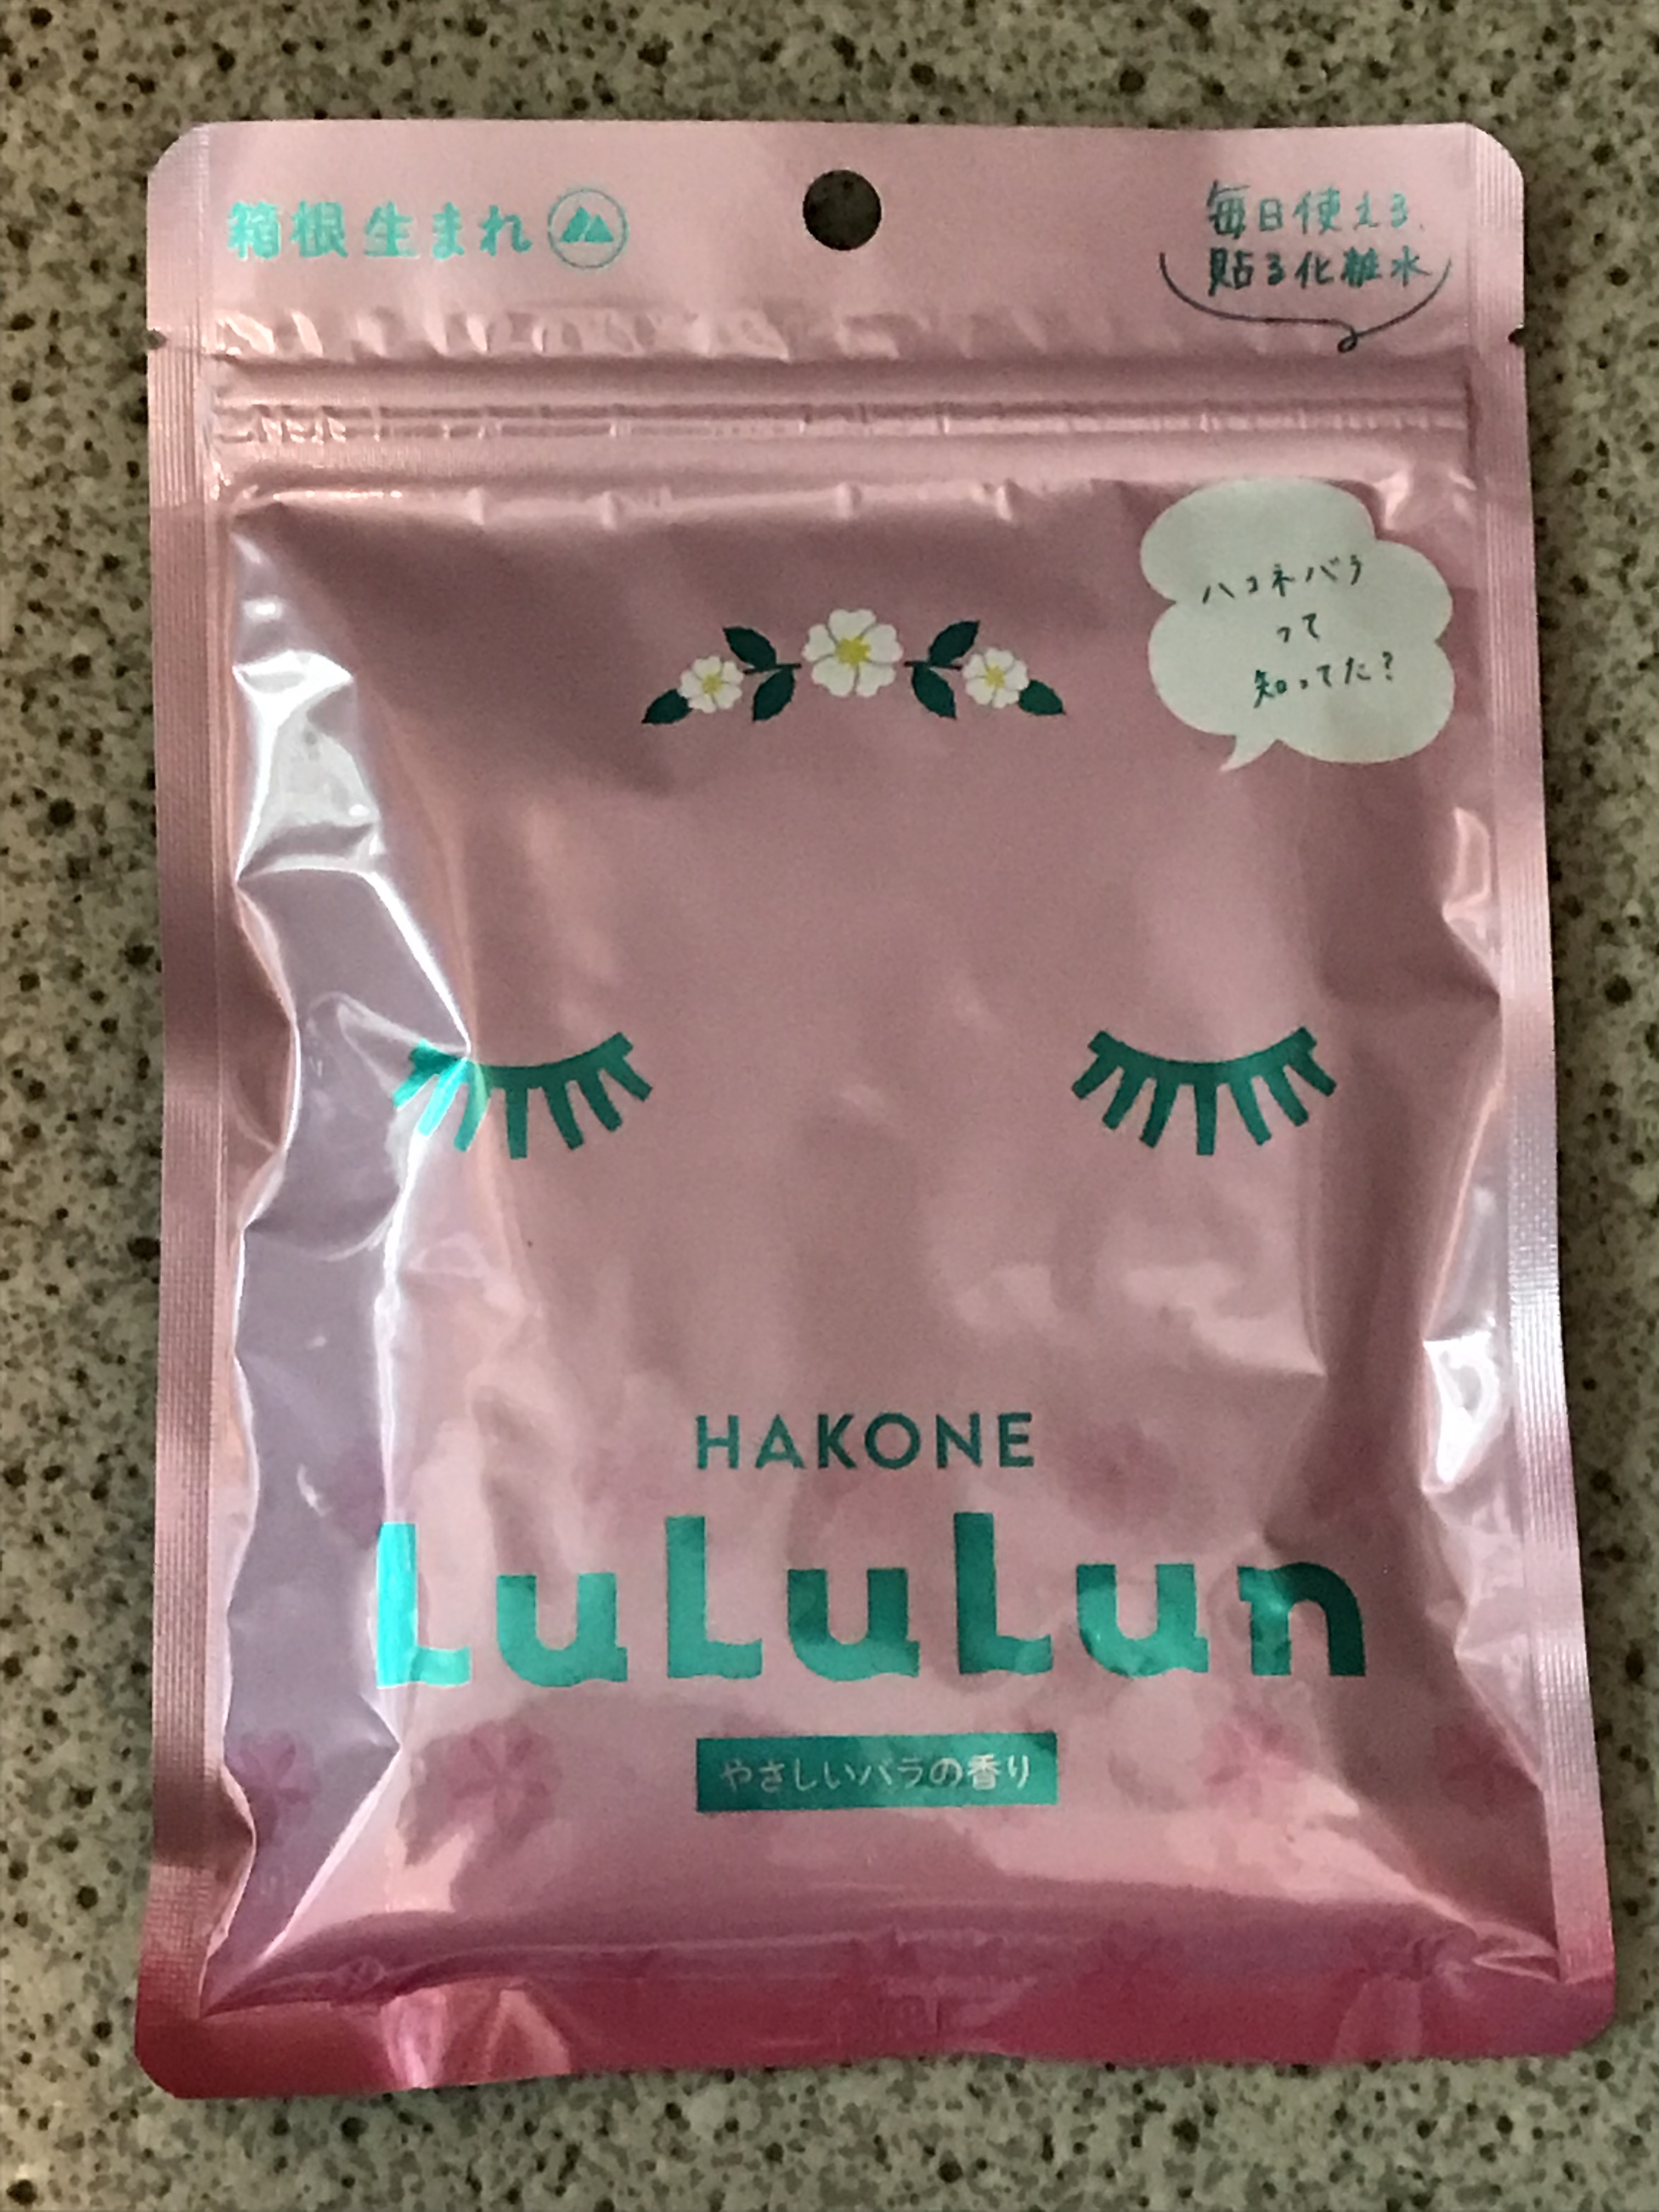 箱根生まれ
毎日使える、
貼る化粧水
ハコネバラ
って
知ってた?
HAKONE
LuLuLun
やさしいバラの香り